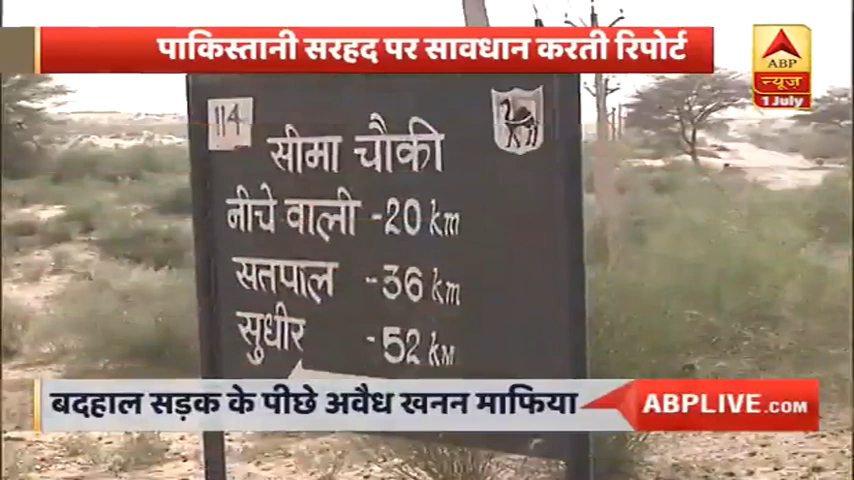 पाकिस्तानी सरहद पर सावधान करती रिपोर्ट
ABP
न्यूज़
1 July
114
सीमा चौकी
नीचे वाली -20 km
सतपाल -36 km
सुधीर -52 kM
बदहाल सड़क के पीछे अवैध खनन माफिया
ABPLIVE.COM